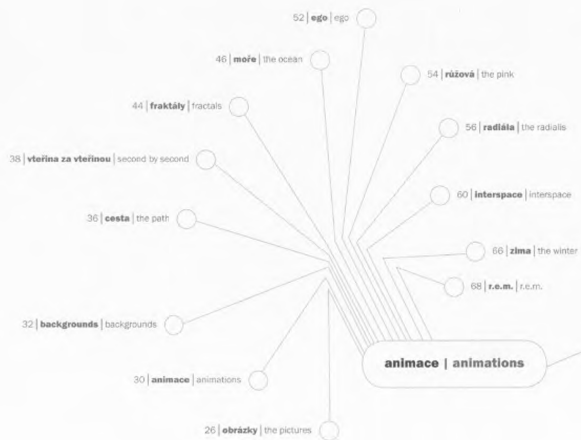 52 | ego | ego
46 | moře | the ocean
54 | růžová | the pink
44 | fraktály | fractals
56 | radiála | the radialis
38 | vteřina za vteřinou | second by second
60 | interspace | interspace
36 | cesta | the path
66 | zima | the winter
68 | r.e.m. | r.e.m.
32 | backgrounds | backgrounds
animace | animations
30 | animace | animations
26 | obrázky | the pictures